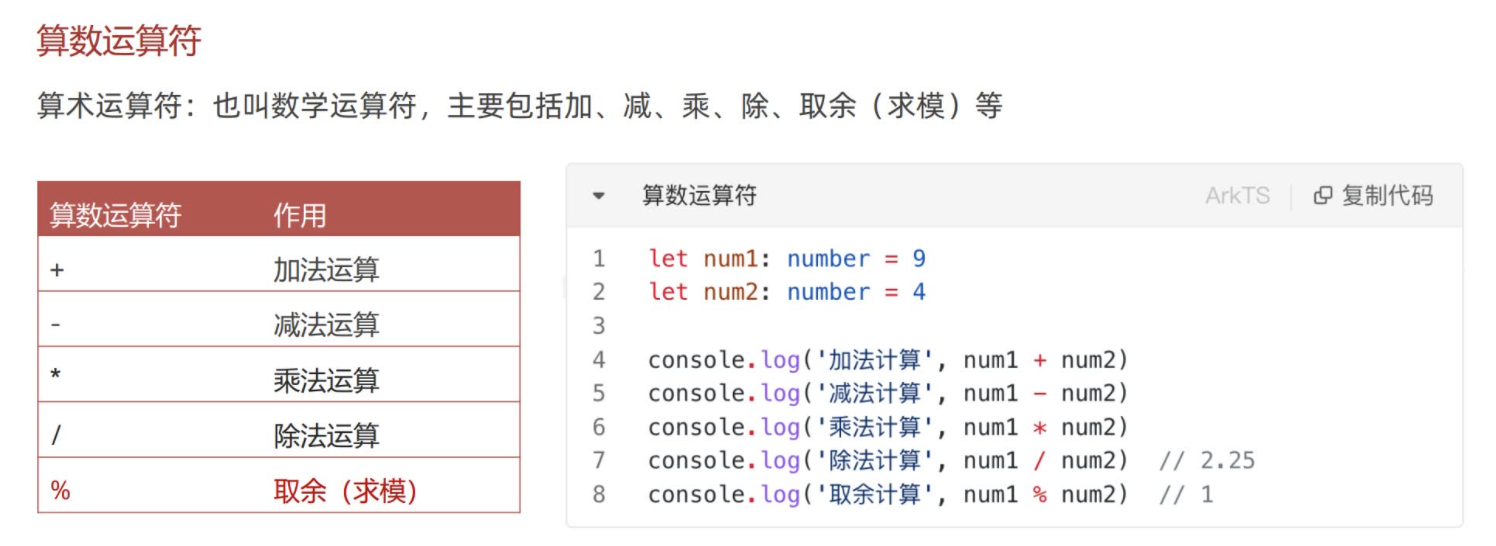 算数运算符
算术运算符：也叫数学运算符，主要包括加、减、乘、除、取余（求模）等
算数运算符 作用
+ 加法运算
- 减法运算
* 乘法运算
/ 除法运算
% 取余（求模）
算数运算符 ArkTS 复制代码
1 let num1: number = 9
2 let num2: number = 4
3
4 console.log('加法计算', num1 + num2)
5 console.log('减法计算', num1 - num2)
6 console.log('乘法计算', num1 * num2)
7 console.log('除法计算', num1 / num2) // 2.25
8 console.log('取余计算', num1 % num2) // 1